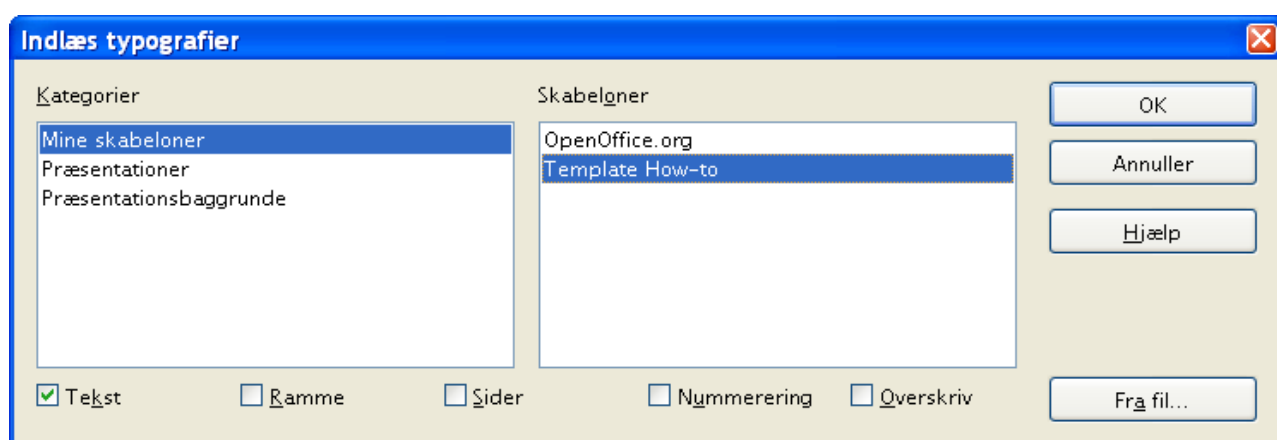 Indlæs typografier
Kategorier
Skabeloner
OK
Mine skabeloner
OpenOffice.org
Præsentationer
Template How-to
Annuller
Præsentationsbaggrunde
Hjælp
Tekst
Ramme
Sider
Nummerering
Overskriv
Fra fil...